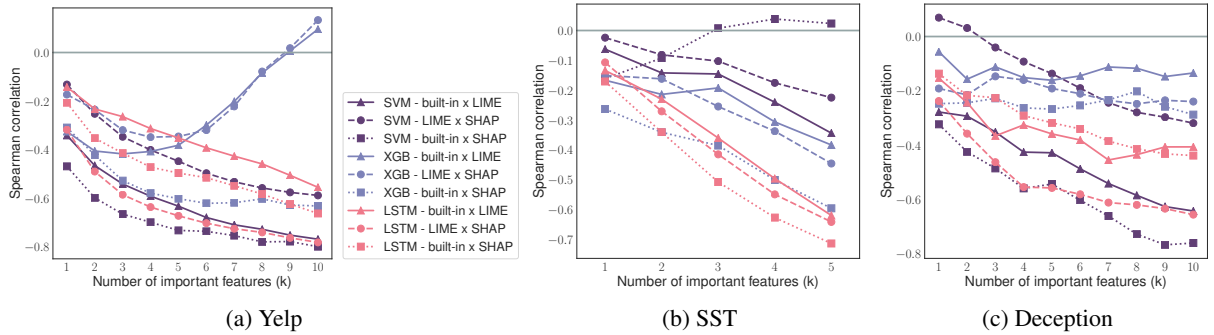 Spearman correlation
0.0
−0.2
−0.4
−0.6
−0.8
1 2 3 4 5 6 7 8 9 10
Number of important features (k)
(a) Yelp
SVM - built-in x LIME
SVM - LIME x SHAP
SVM - built-in x SHAP
XGB - built-in x LIME
XGB - LIME x SHAP
XGB - built-in x SHAP
LSTM - built-in x LIME
LSTM - LIME x SHAP
LSTM - built-in x SHAP
Spearman correlation
0.0
−0.1
−0.2
−0.3
−0.4
−0.5
−0.6
−0.7
1 2 3 4 5
Number of important features (k)
(b) SST
Spearman correlation
0.0
−0.2
−0.4
−0.6
−0.8
1 2 3 4 5 6 7 8 9 10
Number of important features (k)
(c) Deception